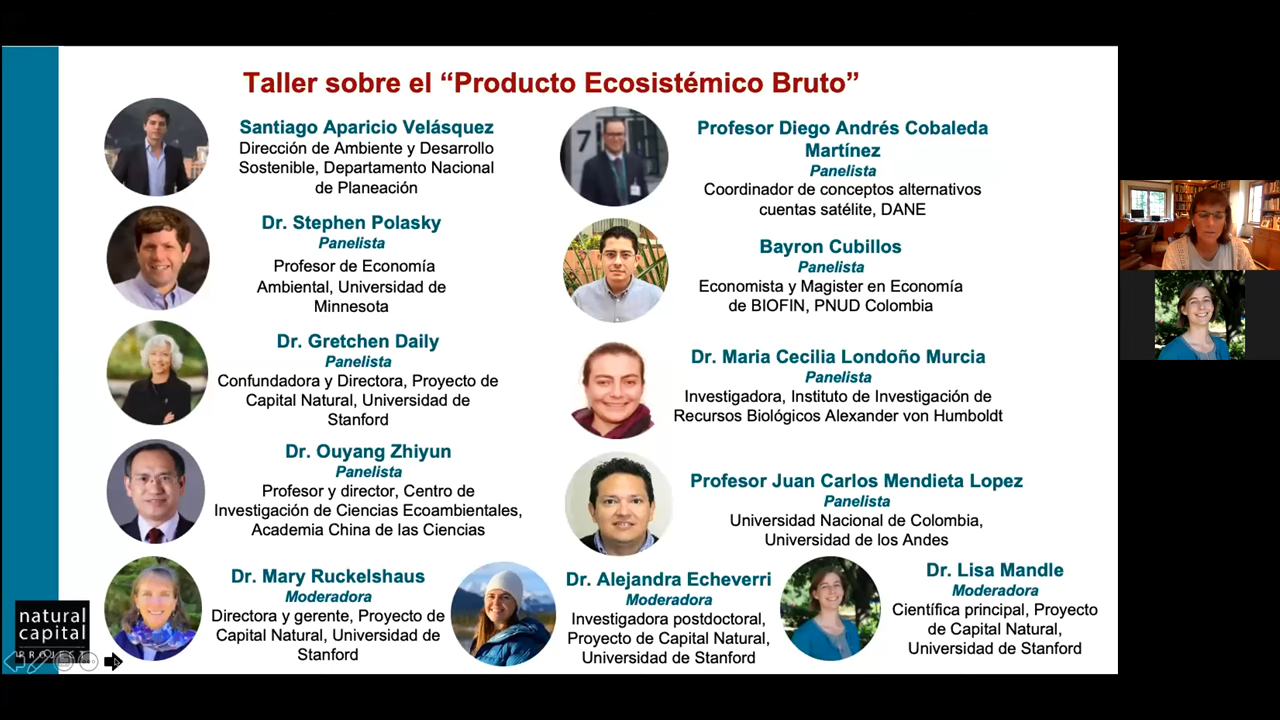 Taller sobre el “Producto Ecosistémico Bruto”
Santiago Aparicio Velásquez
Dirección de Ambiente y Desarrollo
Sostenible, Departamento Nacional
de Planeación
Dr. Stephen Polasky
Panelista
Profesor de Economía
Ambiental, Universidad de
Minnesota
Dr. Gretchen Daily
Panelista
Confundadora y Directora, Proyecto de
Capital Natural, Universidad de
Stanford
Dr. Ouyang Zhiyun
Panelista
Profesor y director, Centro de
Investigación de Ciencias Ecoambientales,
Academia China de las Ciencias
Profesor Diego Andrés Cobaleda
Martínez
Panelista
Coordinador de conceptos alternativos
cuentas satélite, DANE
7
Bayron Cubillos
Panelista
Economista y Magister en Economía
de BIOFIN, PNUD Colombia
Dr. Maria Cecilia Londoño Murcia
Panelista
Investigadora, Instituto de Investigación de
Recursos Biológicos Alexander von Humboldt
Profesor Juan Carlos Mendieta Lopez
Panelista
Universidad Nacional de Colombia,
Universidad de los Andes
Dr. Mary Ruckelshaus
Moderadora
Directora y gerente, Proyecto de
Capital Natural, Universidad de
Stanford
Dr. Alejandra Echeverri
Moderadora
Investigadora postdoctoral,
Proyecto de Capital Natural,
Universidad de Stanford
Dr. Lisa Mandle
Moderadora
Científica principal, Proyecto
de Capital Natural,
Universidad de Stanford
natural
capital
PROJECT